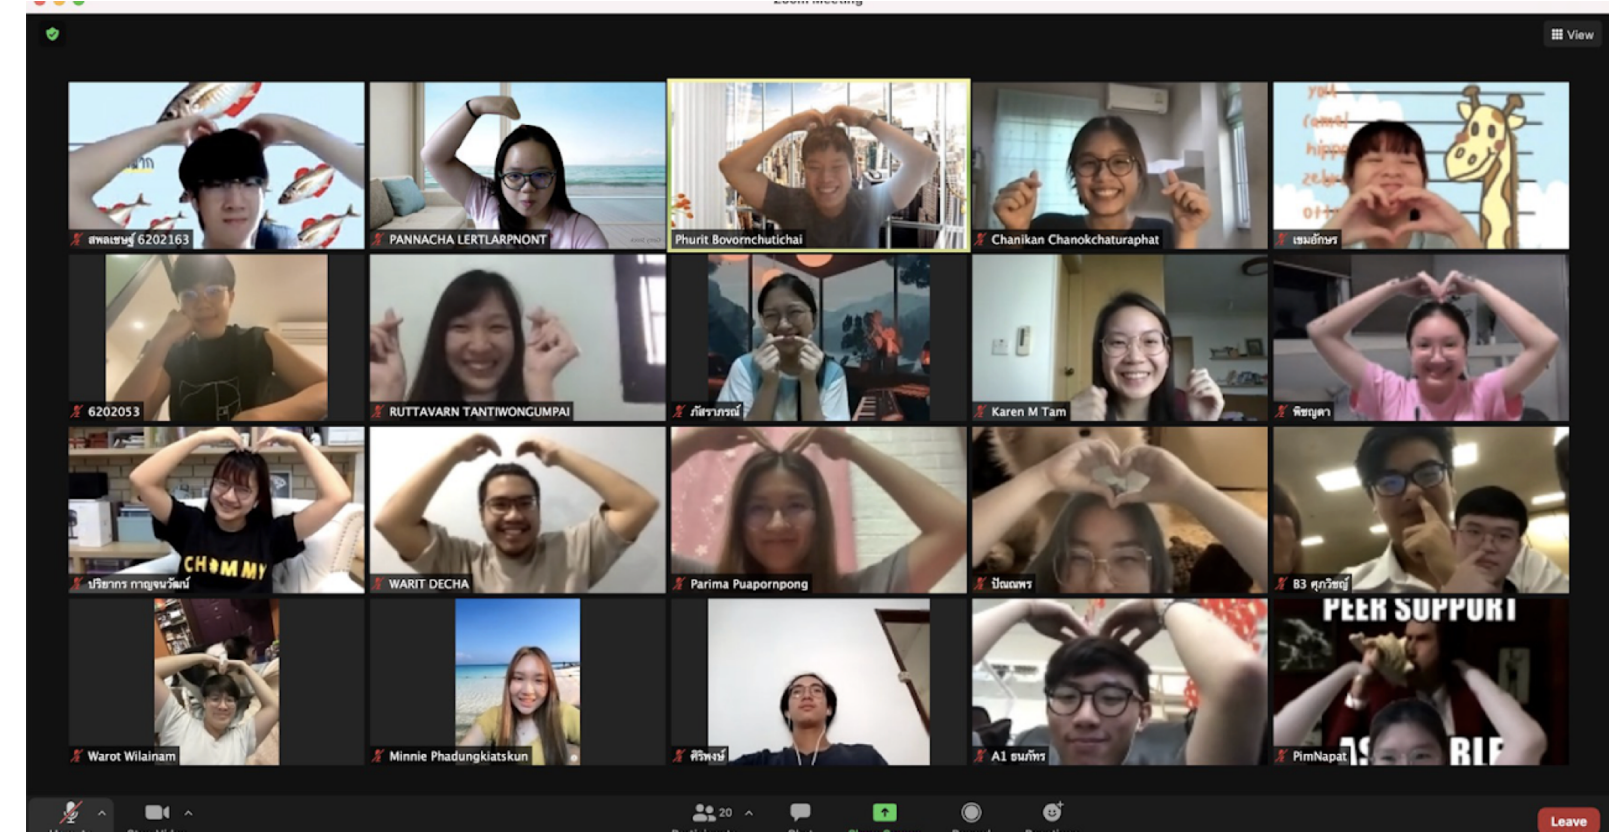 Zoom Meeting
View
สพลเชษฐ์ 6202163
PANNACHA LERTLARPNONT
Phurit Bovornchutichai
Chanikan Chanokchaturaphat
เขมอักษร
6202053
RUTTAVARN TANTIWONGUMPAI
ภัสราภรณ์
Karen M Tam
พิชญดา
CHOMMY
ปริยากร กาญจนวัฒน์
WARIT DECHA
Parima Puapornpong
ปัณณพร
B3 ศุภวิชญ์
PEER SUPPORT
Warot Wilainam
Minnie Phadungkiatskun
ศิริพงษ์
A1 ธนภัทร
PimNapat
20
Leave